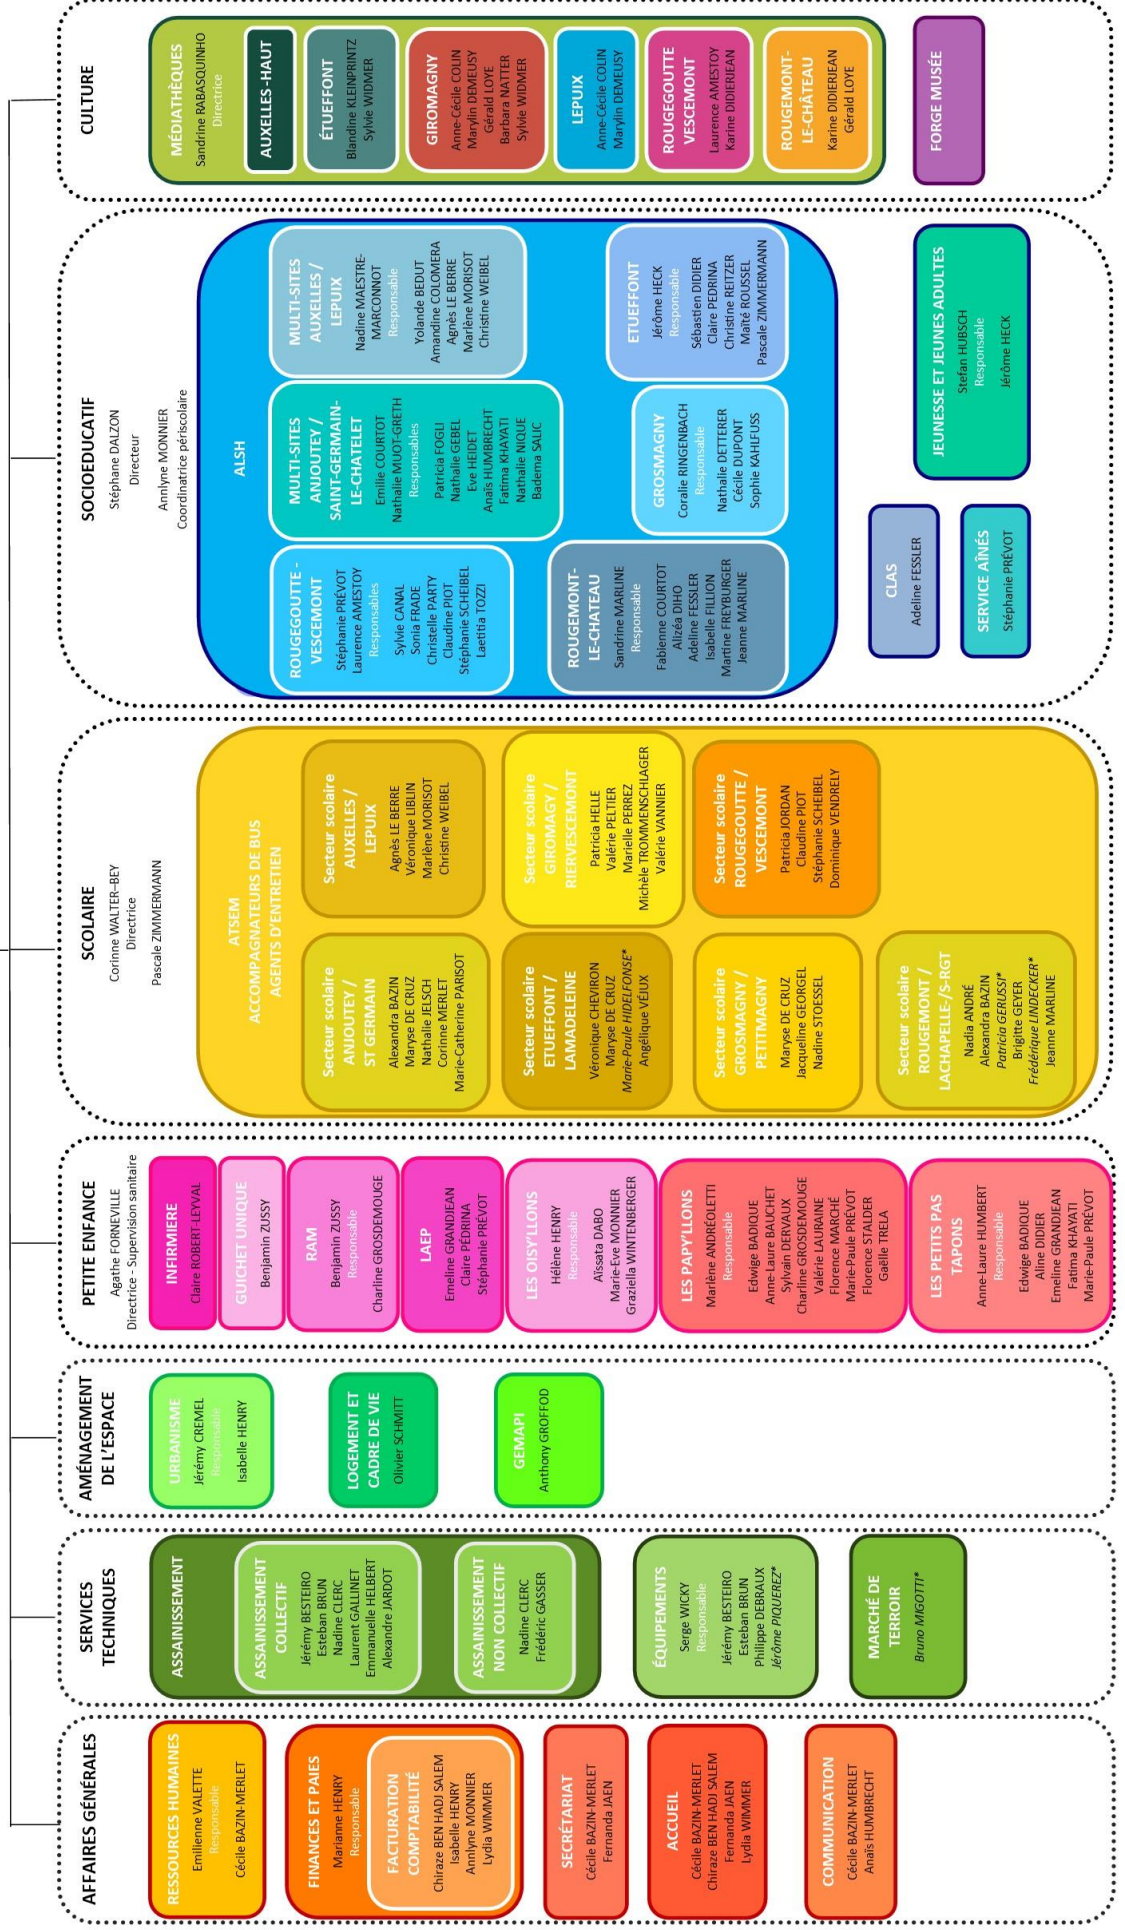 AFFAIRES GÉNÉRALES
RESSOURCES HUMAINES
Emilienne VALETTE
Responsable
Cécile BAZIN-MERLET
FINANCES ET PAIES
Marianne HENRY
Responsable
FACTURATION
COMPTABILITÉ
Chiraze BEN HADJ SALEM
Isabelle HENRY
Annlyne MONNIER
Lydia WIMMER
SECRÉTARIAT
Cécile BAZIN-MERLET
Fernanda JAEN
ACCUEIL
Cécile BAZIN-MERLET
Chiraze BEN HADJ SALEM
Fernanda JAEN
Lydia WIMMER
COMMUNICATION
Cécile BAZIN-MERLET
Anaïs HUMBRECHT
SERVICES
TECHNIQUES
ASSAINISSEMENT
ASSAINISSEMENT
COLLECTIF
Jérémy BESTEIRO
Esteban BRUN
Nadine CLERC
Laurent GALLINET
Emmanuelle HELBERT
Alexandre JARDOT
ASSAINISSEMENT
NON COLLECTIF
Nadine CLERC
Frédéric GASSER
ÉQUIPEMENTS
Serge WICKY
Responsable
Jérémy BESTEIRO
Esteban BRUN
Philippe DEBRAUX
Jérôme PIQUEREZ*
MARCHÉ DE
TERROIR
Bruno MIGOTTI*
AMÉNAGEMENT
DE L'ESPACE
URBANISME
Jérémy CREMEL
Responsable
Isabelle HENRY
LOGEMENT ET
CADRE DE VIE
Olivier SCHMITT
GEMAPI
Anthony GROFFOD
PETITE ENFANCE
Agathe FORNEVILLE
Directrice - Supervision sanitaire
INFIRMIERE
Claire ROBERT-LEYVAL
GUICHET UNIQUE
Benjamin ZUSSY
RAM
Benjamin ZUSSY
Responsable
Charline GROSDEMOUGE
LAEP
Emeline GRANDJEAN
Claire PÉDRINA
Stéphanie PRÉVOT
LES OISY'LLONS
Hélène HENRY
Responsable
Aïssata DABO
Marie-Eve MONNIER
Graziella WINTENBERGER
LES PAPY'LLONS
Marlène ANDRÉOLETTI
Responsable
Edwige BADIQUE
Anne-Laure BAUCHET
Sylvain DERVAUX
Charline GROSDEMOUGE
Valérie LAURAINE
Florence MARCHÉ
Marie-Paule PRÉVOT
Florence STALDER
Gaëlle TRELA
LES PETITS PAS
TAPONS
Anne-Laure HUMBERT
Responsable
Edwige BADIQUE
Aline DIDIER
Emeline GRANDJEAN
Fatima KHAYATI
Marie-Paule PRÉVOT
SCOLAIRE
Corinne WALTER–BEY
Directrice
Pascale ZIMMERMANN
ATSEM
ACCOMPAGNATEURS DE BUS
AGENTS D'ENTRETIEN
Secteur scolaire
ANJOUTEY /
ST GERMAIN
Alexandra BAZIN
Maryse DE CRUZ
Nathalie JELSCH
Corinne MERLET
Marie-Catherine PARISOT
Secteur scolaire
AUXELLES /
LEPUIX
Agnès LE BERRE
Véronique LIBLIN
Marlène MORISOT
Christine WEIBEL
Secteur scolaire
ETUEFFONT /
LAMADELEINE
Véronique CHEVIRON
Maryse DE CRUZ
Marie-Paule HIDELFONSE*
Angélique VÉJUX
Secteur scolaire
GIROMAGY /
RIERVESCEMONT
Patricia HELLE
Valérie PELTIER
Marielle PERREZ
Michèle TROMMENSCHLAGER
Valérie VANNIER
Secteur scolaire
GROSMAGNY /
PETITMAGNY
Maryse DE CRUZ
Jacqueline GEORGEL
Nadine STOESSEL
Secteur scolaire
ROUGEGOUTTE /
VESCEMONT
Patricia JORDAN
Claudine PIOT
Stéphanie SCHEIBEL
Dominique VENDRELY
Secteur scolaire
ROUGEMONT /
LACHAPELLE-/S-RGT
Nadia ANDRÉ
Alexandra BAZIN
Patricia GERUSSI*
Brigitte GEYER
Frédérique LINDECKER*
Jeanne MARLINE
SOCIOEDUCATIF
Stéphane DALZON
Directeur
Annlyne MONNIER
Coordinatrice périscolaire
ALSH
ROUGEGOUTTE -
VESCEMONT
Stéphanie PRÉVOT
Laurence AMESTOY
Responsables
Sylvie CANAL
Sonia FRADE
Christelle PARTY
Claudine PIOT
Stéphanie SCHEIBEL
Laetitia TOZZI
MULTI-SITES
ANJOUTEY /
SAINT-GERMAIN-
LE-CHATELET
Emillie COURTOT
Nathalie MUOT-GRETH
Responsables
Patricia FOGLI
Nathalie GEBEL
Eve HEIDET
Anaïs HUMBRECHT
Fatima KHAYATI
Nathalie NIQUE
Badema SALIC
MULTI-SITES
AUXELLES /
LEPUIX
Nadine MAESTRE-
MARCONNOT
Responsable
Yolande BEDUT
Amandine COLOMERA
Agnès LE BERRE
Marlène MORISOT
Christine WEIBEL
ROUGEMONT-
LE-CHATEAU
Sandrine MARLINE
Responsable
Fabienne COURTOT
Alizéa DIHO
Adeline FESSLER
Isabelle FILLION
Martine FREYBURGER
Jeanne MARLINE
GROSMAGNY
Coralie RINGENBACH
Responsable
Nathalie DETTERER
Cécile DUPONT
Sophie KAHLFUSS
ETUEFFONT
Jérôme HECK
Responsable
Sébastien DIDIER
Claire PEDRINA
Christine REITZER
Maïté ROUSSEL
Pascale ZIMMERMANN
CLAS
Adeline FESSLER
SERVICE AÎNÉS
Stéphanie PRÉVOT
JEUNESSE ET JEUNES ADULTES
Stefan HUBSCH
Responsable
Jérôme HECK
CULTURE
MÉDIATHÈQUES
Sandrine RABASQUINHO
Directrice
AUXELLES -HAUT
ÉTUEFFONT
Blandine KLEINPRINTZ
Sylvie WIDMER
GIROMAGNY
Anne-Cécile COLIN
Marylin DEMEUSY
Gérald LOYE
Barbara NATTER
Sylvie WIDMER
LEPUIX
Anne-Cécile COLIN
Marylin DEMEUSY
ROUGEGOUTTE
VESCEMONT
Laurence AMESTOY
Karine DIDIERJEAN
ROUGEMONT-
LE-CHÂTEAU
Karine DIDIERJEAN
Gérald LOYE
FORGE MUSÉE